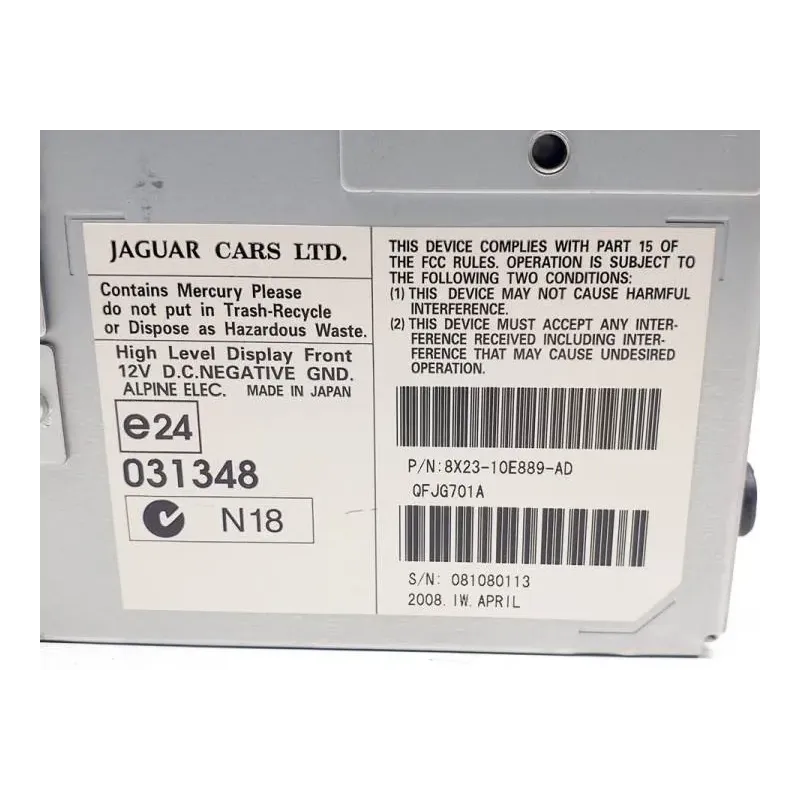 JAGUAR CARS LTD.
Contains Mercury Please
do not put in Trash-Recycle
or Dispose as Hazardous Waste.
High Level Display Front
12V D.C.NEGATIVE GND.
ALPINE ELEC. MADE IN JAPAN
e24
031348
N18
THIS DEVICE COMPLIES WITH PART 15 OF
THE FCC RULES. OPERATION IS SUBJECT TO
THE FOLLOWING TWO CONDITIONS:
(1) THIS DEVICE MAY NOT CAUSE HARMFUL
INTERFERENCE.
(2) THIS DEVICE MUST ACCEPT ANY INTER-
FERENCE RECEIVED INCLUDING INTER-
FERENCE THAT MAY CAUSE UNDESIRED
OPERATION.
P/N:8X23-10E889-AD
QFJG701A
S/N: 081080113
2008. 1W. APRIL